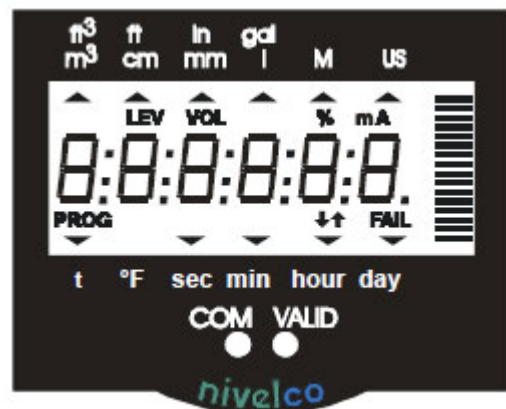 ft³ ft in gal
m³ cm mm l M US
LEV VOL % mA
8:8:8:8:8:8.
PROG ↓↑ FAIL
t °F sec min hour day
COM VALID
nivelco